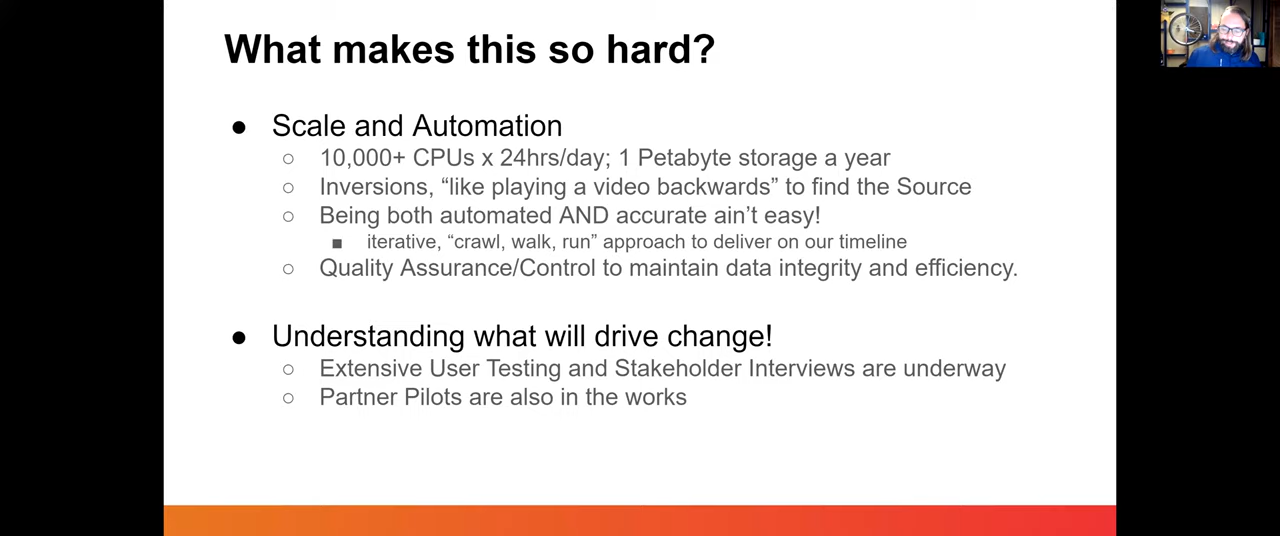 What makes this so hard?
● Scale and Automation
○ 10,000+ CPUs x 24hrs/day; 1 Petabyte storage a year
○ Inversions, “like playing a video backwards” to find the Source
○ Being both automated AND accurate ain’t easy!
■ iterative, “crawl, walk, run” approach to deliver on our timeline
○ Quality Assurance/Control to maintain data integrity and efficiency.
● Understanding what will drive change!
○ Extensive User Testing and Stakeholder Interviews are underway
○ Partner Pilots are also in the works